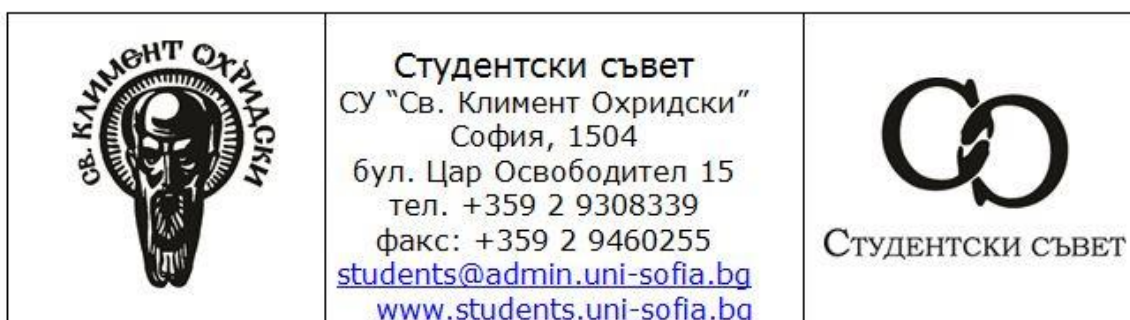 СВ. КЛИМЕНТ ОХРИДСКИ
Студентски съвет
СУ “Св. Климент Охридски”
София, 1504
бул. Цар Освободител 15
тел. +359 2 9308339
факс: +359 2 9460255
students@admin.uni-sofia.bg
www.students.uni-sofia.bg
СТУДЕНТСКИ СЪВЕТ